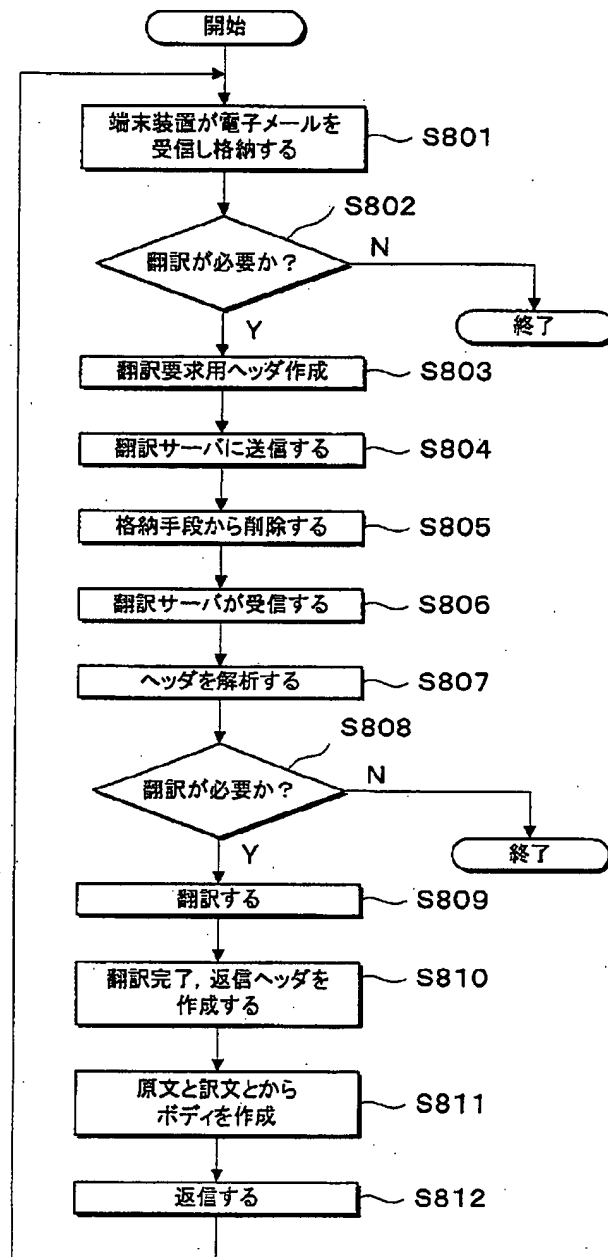 開始
端末装置が電子メールを
受信し格納する
S801
S802
翻訳が必要か？
N
終了
Y
翻訳要求用ヘッダ作成
S803
翻訳サーバに送信する
S804
格納手段から削除する
S805
翻訳サーバが受信する
S806
ヘッダを解析する
S807
S808
翻訳が必要か？
N
終了
Y
翻訳する
S809
翻訳完了，返信ヘッダを
作成する
S810
原文と訳文とから
ボディを作成
S811
返信する
S812